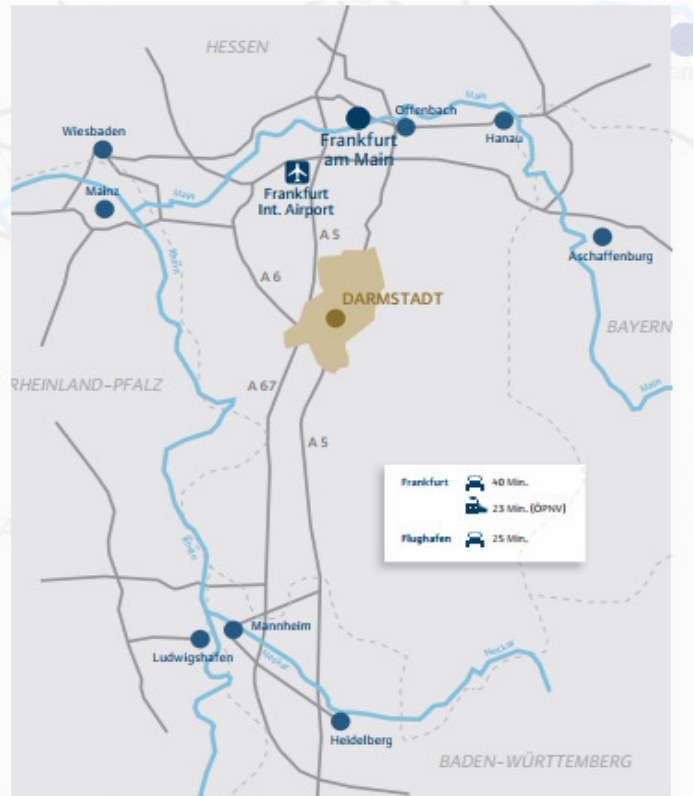 HESSEN
Main
Offenbach
Wiesbaden
Frankfurt
am Main
Hanau
Mainz
Main
Frankfurt
Int. Airport
A 5
Aschaffenburg
Rhein
A 6
DARMSTADT
BAYERN
RHEINLAND-PFALZ
A 67
Main
A 5
Frankfurt 40 Min.
23 Min. (ÖPNV)
Flughafen 25 Min.
Rhein
Mannheim
Ludwigshafen
Neckar
Neckar
Heidelberg
BADEN-WÜRTTEMBERG